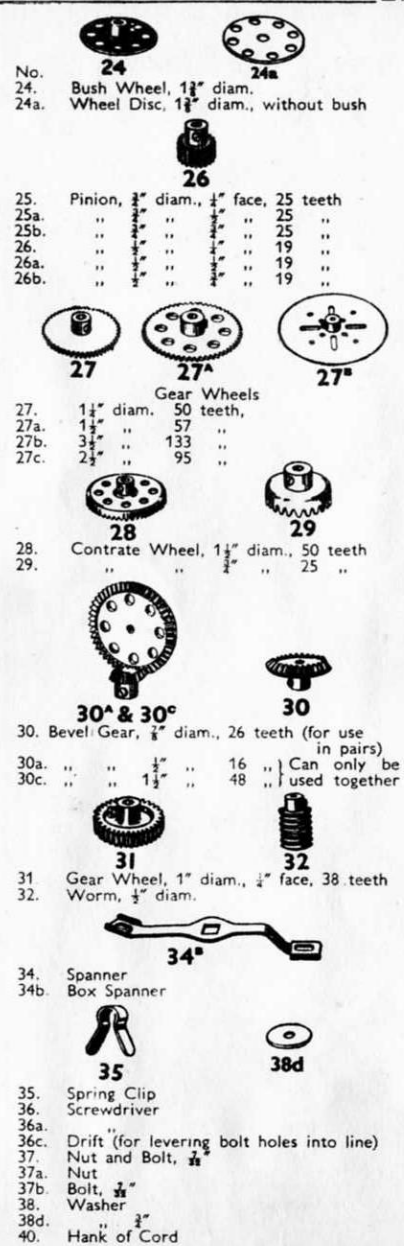 24 24a
No.
24. Bush Wheel, 1⅜" diam.
24a. Wheel Disc, 1⅜" diam., without bush
26
25. Pinion, ¾" diam., ¼" face, 25 teeth
25a. ,, ¾" ,, ½" ,, 25 ,,
25b. ,, ¾" ,, ¾" ,, 25 ,,
26. ,, ½" ,, ¼" ,, 19 ,,
26a. ,, ½" ,, ½" ,, 19 ,,
26b. ,, ½" ,, ¾" ,, 19 ,,
27 27A 27B
Gear Wheels
27. 1½" diam. 50 teeth,
27a. 1½" ,, 57 ,,
27b. 3½" ,, 133 ,,
27c. 2½" ,, 95 ,,
28 29
28. Contrate Wheel, 1½" diam., 50 teeth
29. ,, ,, ¾" ,, 25 ,,
30A & 30C 30
30. Bevel Gear, ⅞" diam., 26 teeth (for use
in pairs)
30a. ,, ,, ½" ,, 16 ,, } Can only be
30c. ,, ,, 1½" ,, 48 ,, } used together
31 32
31 Gear Wheel, 1" diam., ¼" face, 38 teeth
32. Worm, ½" diam.
34B
34. Spanner
34b. Box Spanner
35 38d
35. Spring Clip
36. Screwdriver
36a. ,,
36c. Drift (for levering bolt holes into line)
37. Nut and Bolt, 7/32"
37a. Nut
37b. Bolt, 7/32"
38. Washer
38d. ,, ¾"
40. Hank of Cord